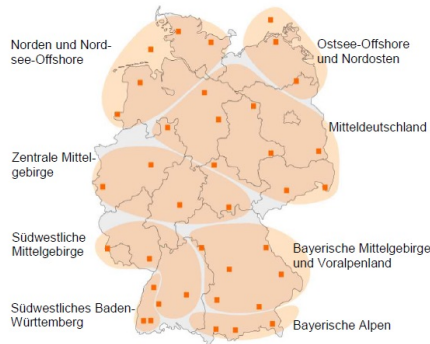 Norden und Nord-
see-Offshore
Ostsee-Offshore
und Nordosten
Mitteldeutschland
Zentrale Mittel-
gebirge
Südwestliche
Mittelgebirge
Bayerische Mittelgebirge
und Voralpenland
Südwestliches Baden-
Württemberg
Bayerische Alpen